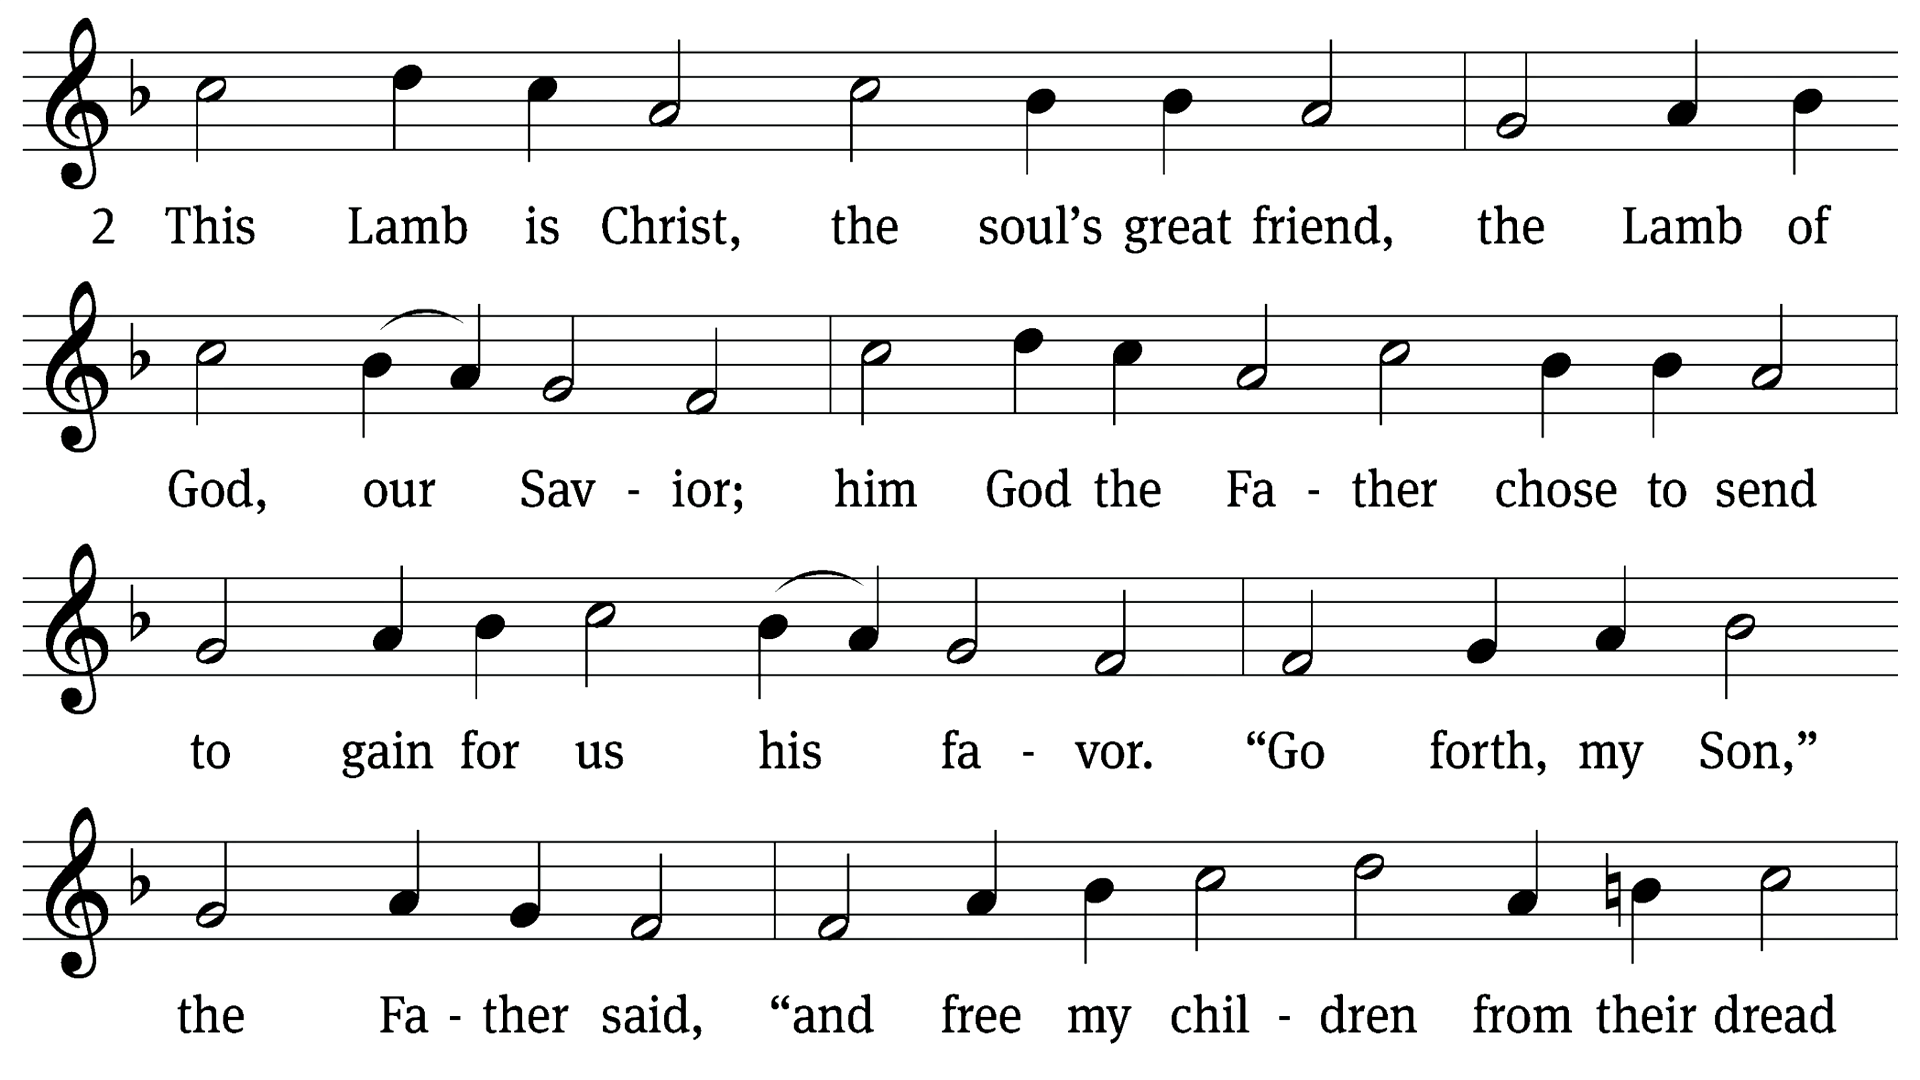 2 This Lamb is Christ, the soul’s great friend, the Lamb of
God, our Sav - ior; him God the Fa - ther chose to send
to gain for us his fa - vor. “Go forth, my Son,”
the Fa - ther said, “and free my chil - dren from their dread